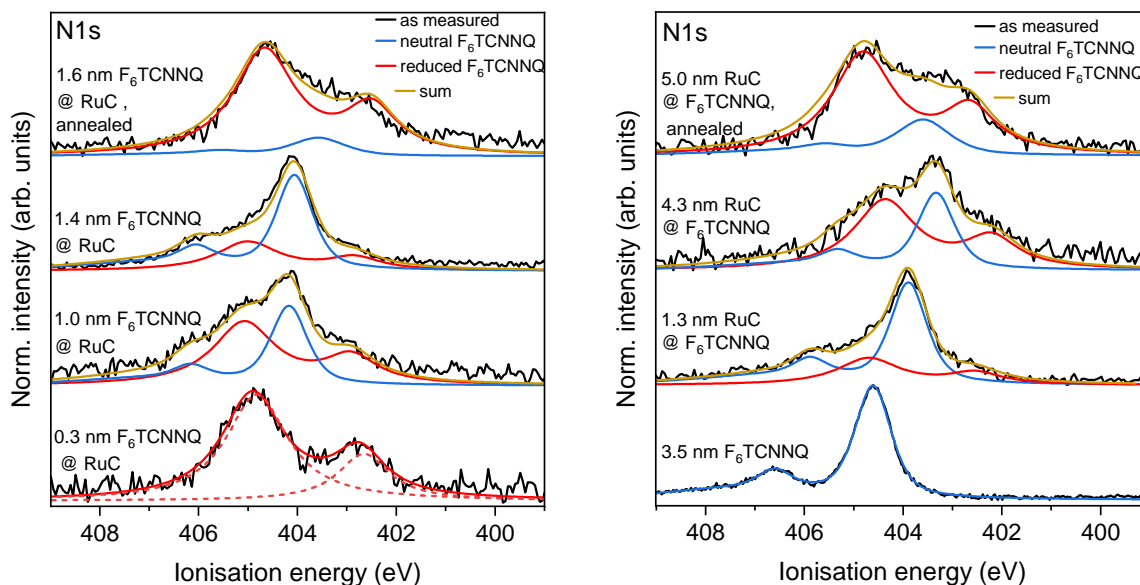 N1s
as measured
neutral F₆TCNNQ
reduced F₆TCNNQ
sum
1.6 nm F₆TCNNQ
@ RuC ,
annealed
1.4 nm F₆TCNNQ
@ RuC
1.0 nm F₆TCNNQ
@ RuC
0.3 nm F₆TCNNQ
@ RuC
Norm. intensity (arb. units)
408 406 404 402 400
Ionisation energy (eV)
N1s
as measured
neutral F₆TCNNQ
reduced F₆TCNNQ
sum
5.0 nm RuC
@ F₆TCNNQ,
annealed
4.3 nm RuC
@ F₆TCNNQ
1.3 nm RuC
@ F₆TCNNQ
3.5 nm F₆TCNNQ
Norm. intensity (arb. units)
408 406 404 402 400
Ionisation energy (eV)